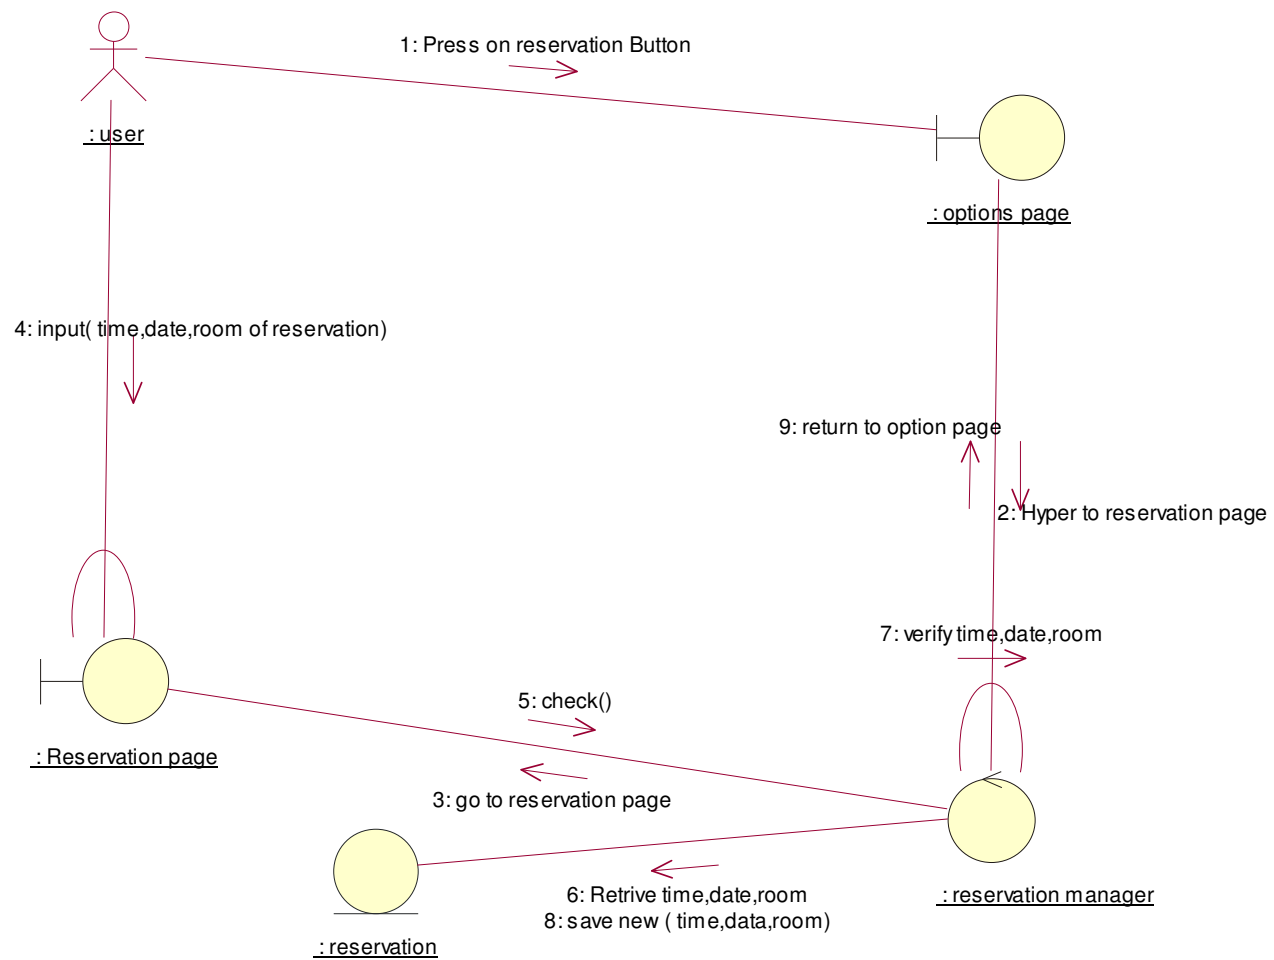 1: Press on reservation Button
: user
: options page
4: input( time,date,room of reservation)
9: return to option page
2: Hyper to reservation page
7: verify time,date,room
5: check()
: Reservation page
3: go to reservation page
6: Retrive time,date,room
: reservation manager
8: save new ( time,data,room)
: reservation